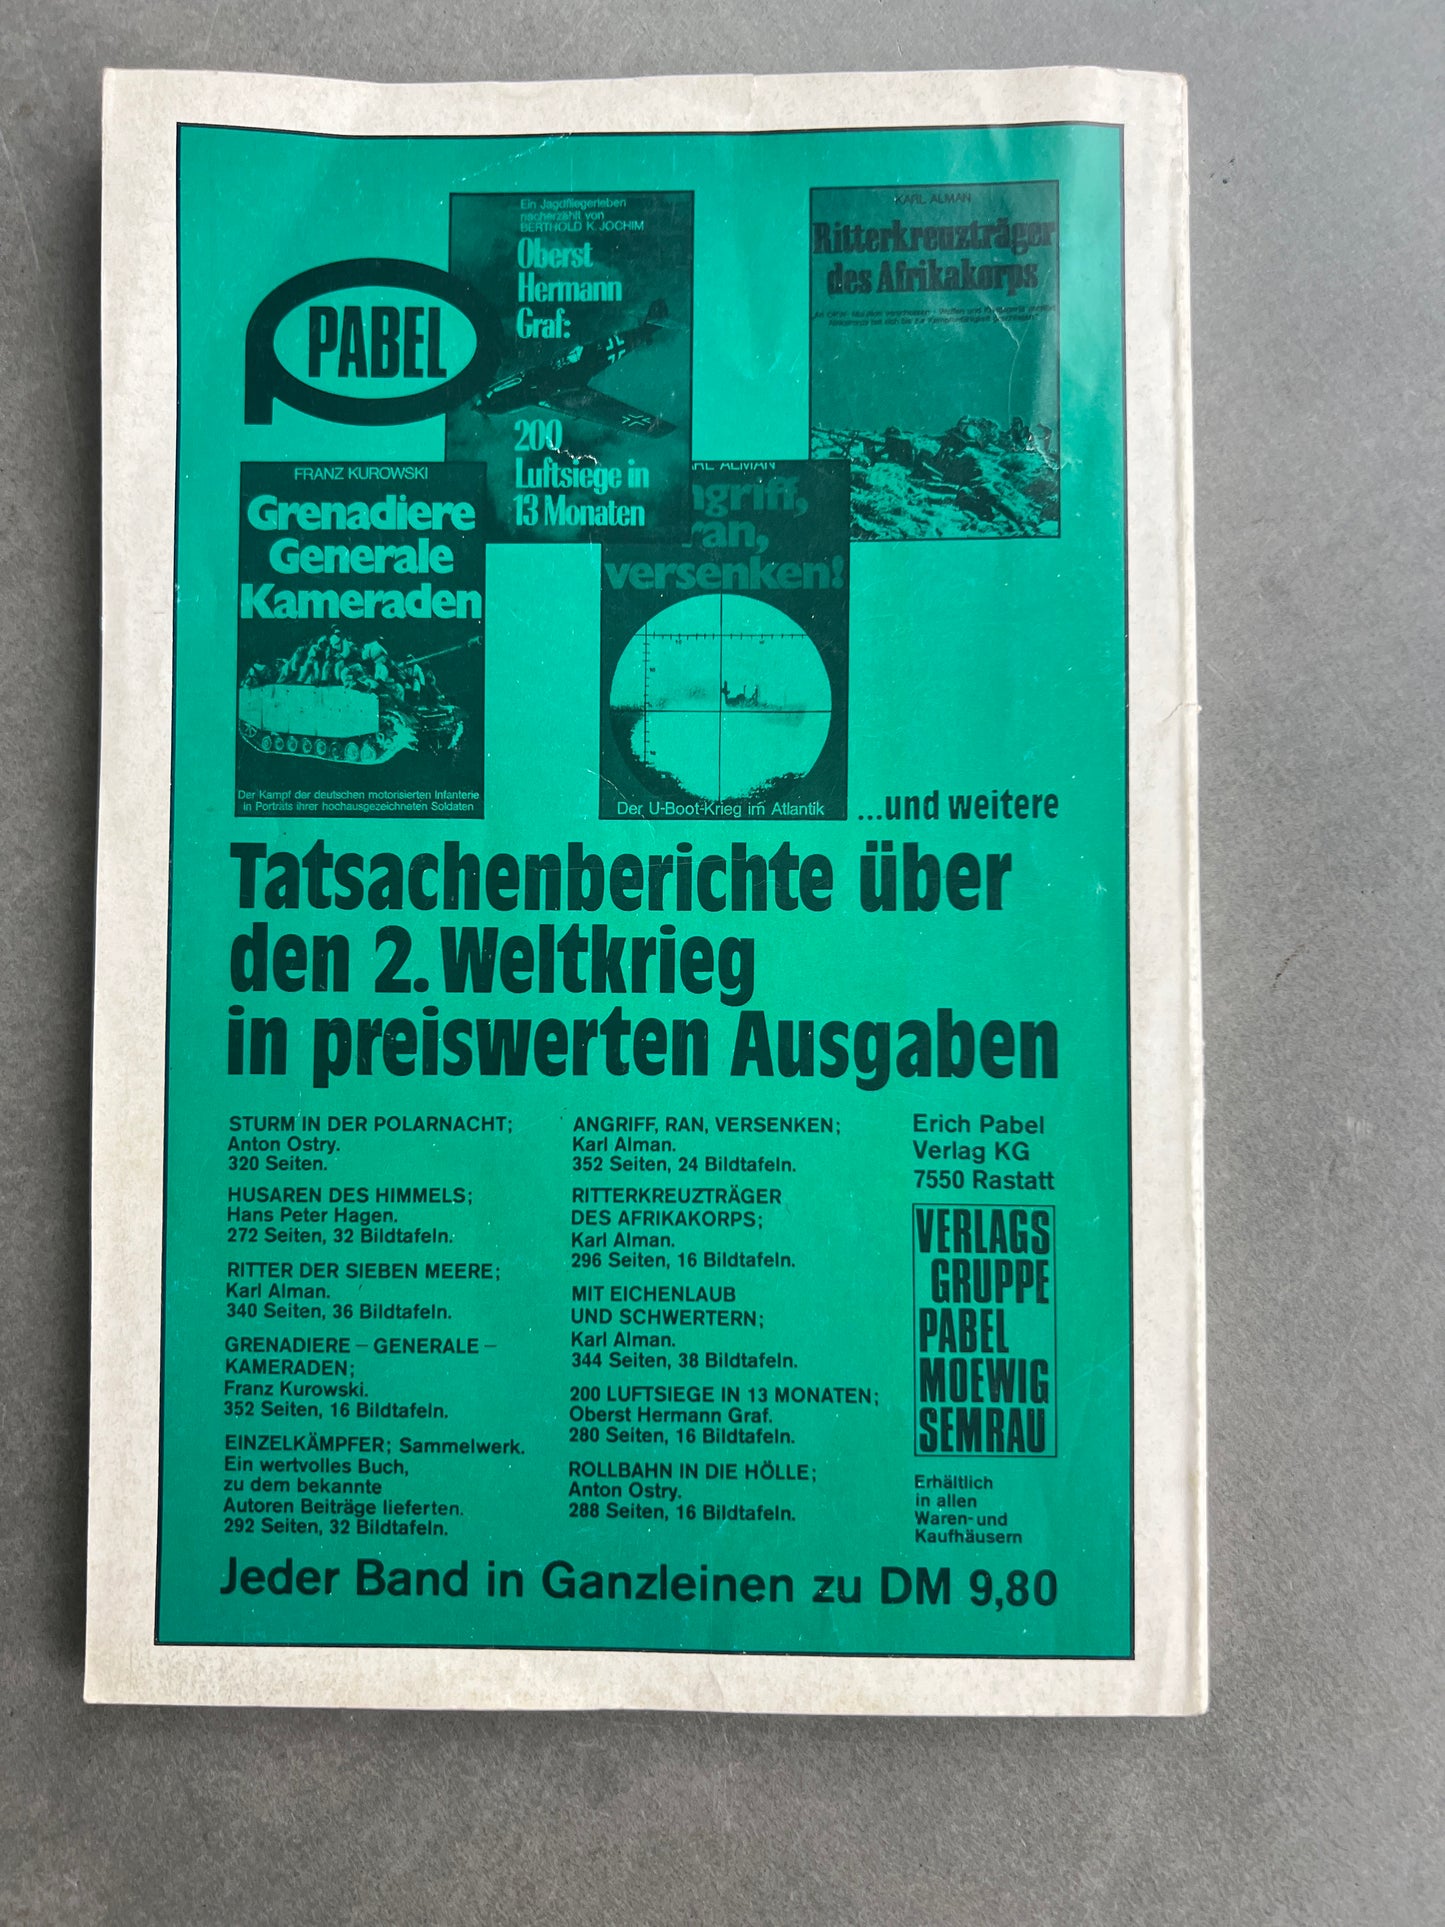 PABEL
Ein Jagdfliegerleben
nacherzählt von
BERTHOLD K. JOCHIM
Oberst
Hermann
Graf:
200
Luftsiege in
13 Monaten
KARL ALMAN
Ritterkreuzträger
des Afrikakorps
FRANZ KUROWSKI
Grenadiere
Generale
Kameraden
Der Kampf der deutschen motorisierten Infanterie
in Porträts ihrer hochausgezeichneten Soldaten
ARL ALMAN
ngriff,
ran,
versenken!
Der U-Boot-Krieg im Atlantik
...und weitere
Tatsachenberichte über
den 2. Weltkrieg
in preiswerten Ausgaben
STURM IN DER POLARNACHT;
Anton Ostry.
320 Seiten.
HUSAREN DES HIMMELS;
Hans Peter Hagen.
272 Seiten, 32 Bildtafeln.
RITTER DER SIEBEN MEERE;
Karl Alman.
340 Seiten, 36 Bildtafeln.
GRENADIERE – GENERALE –
KAMERADEN;
Franz Kurowski.
352 Seiten, 16 Bildtafeln.
EINZELKÄMPFER; Sammelwerk.
Ein wertvolles Buch,
zu dem bekannte
Autoren Beiträge lieferten.
292 Seiten, 32 Bildtafeln.
ANGRIFF, RAN, VERSENKEN;
Karl Alman.
352 Seiten, 24 Bildtafeln.
RITTERKREUZTRÄGER
DES AFRIKAKORPS;
Karl Alman.
296 Seiten, 16 Bildtafeln.
MIT EICHENLAUB
UND SCHWERTERN;
Karl Alman.
344 Seiten, 38 Bildtafeln.
200 LUFTSIEGE IN 13 MONATEN;
Oberst Hermann Graf.
280 Seiten, 16 Bildtafeln.
ROLLBAHN IN DIE HÖLLE;
Anton Ostry.
288 Seiten, 16 Bildtafeln.
Erich Pabel
Verlag KG
7550 Rastatt
VERLAGS
GRUPPE
PABEL
MOEWIG
SEMRAU
Erhältlich
in allen
Waren- und
Kaufhäusern
Jeder Band in Ganzleinen zu DM 9,80